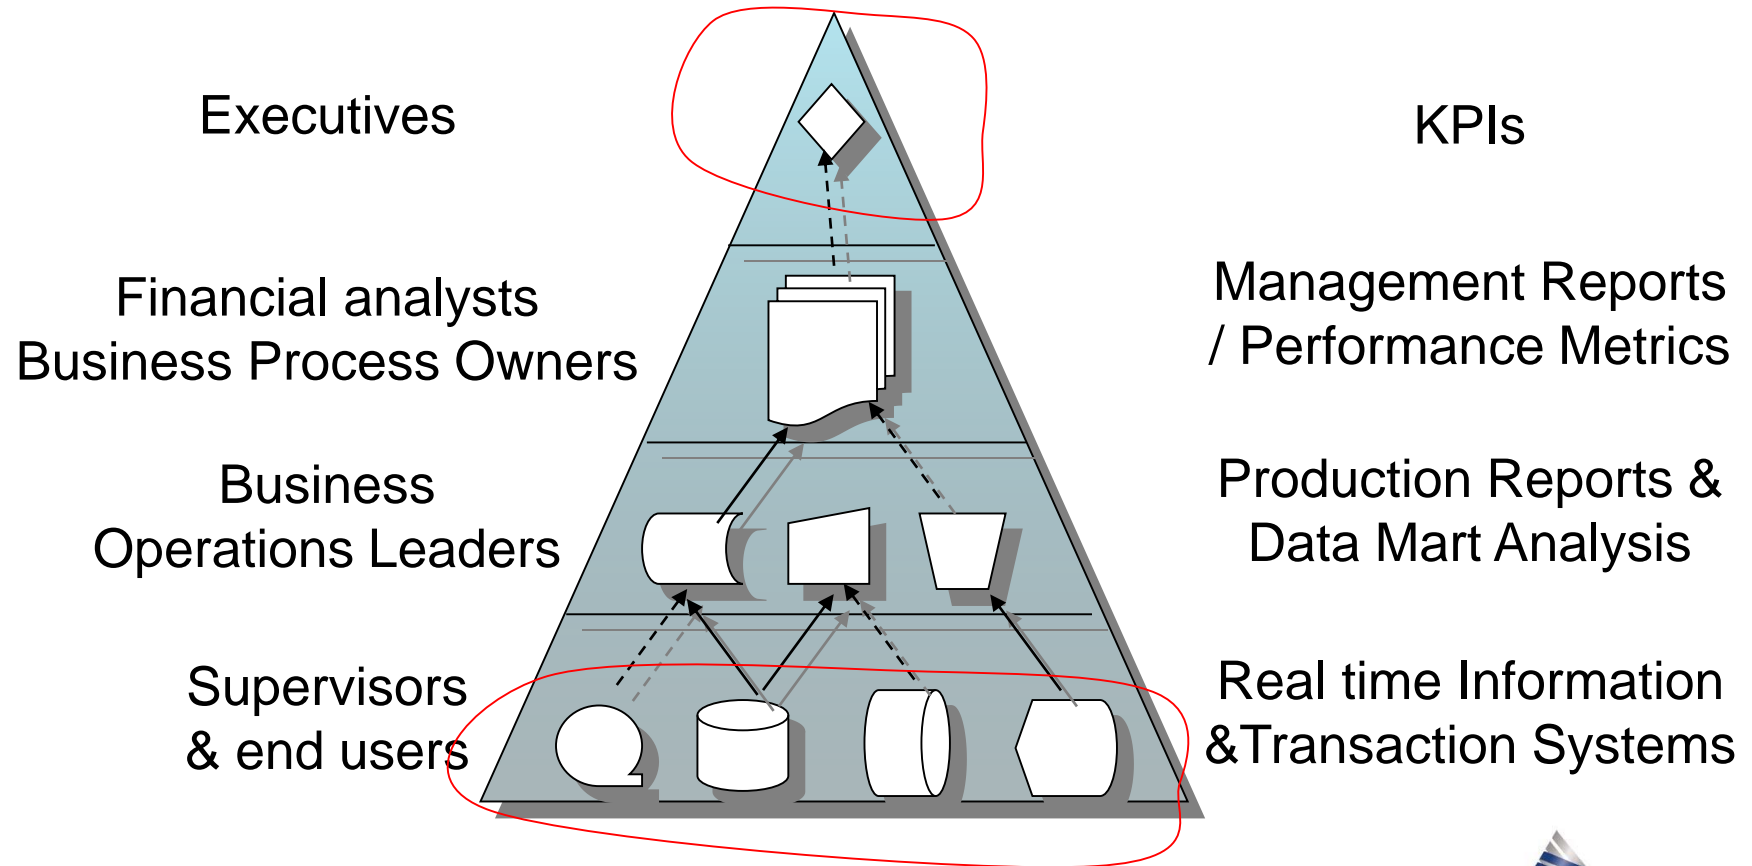 Executives
KPIs
Financial analysts
Business Process Owners
Management Reports
/ Performance Metrics
Business
Operations Leaders
Production Reports &
Data Mart Analysis
Supervisors
& end users
Real time Information
&Transaction Systems